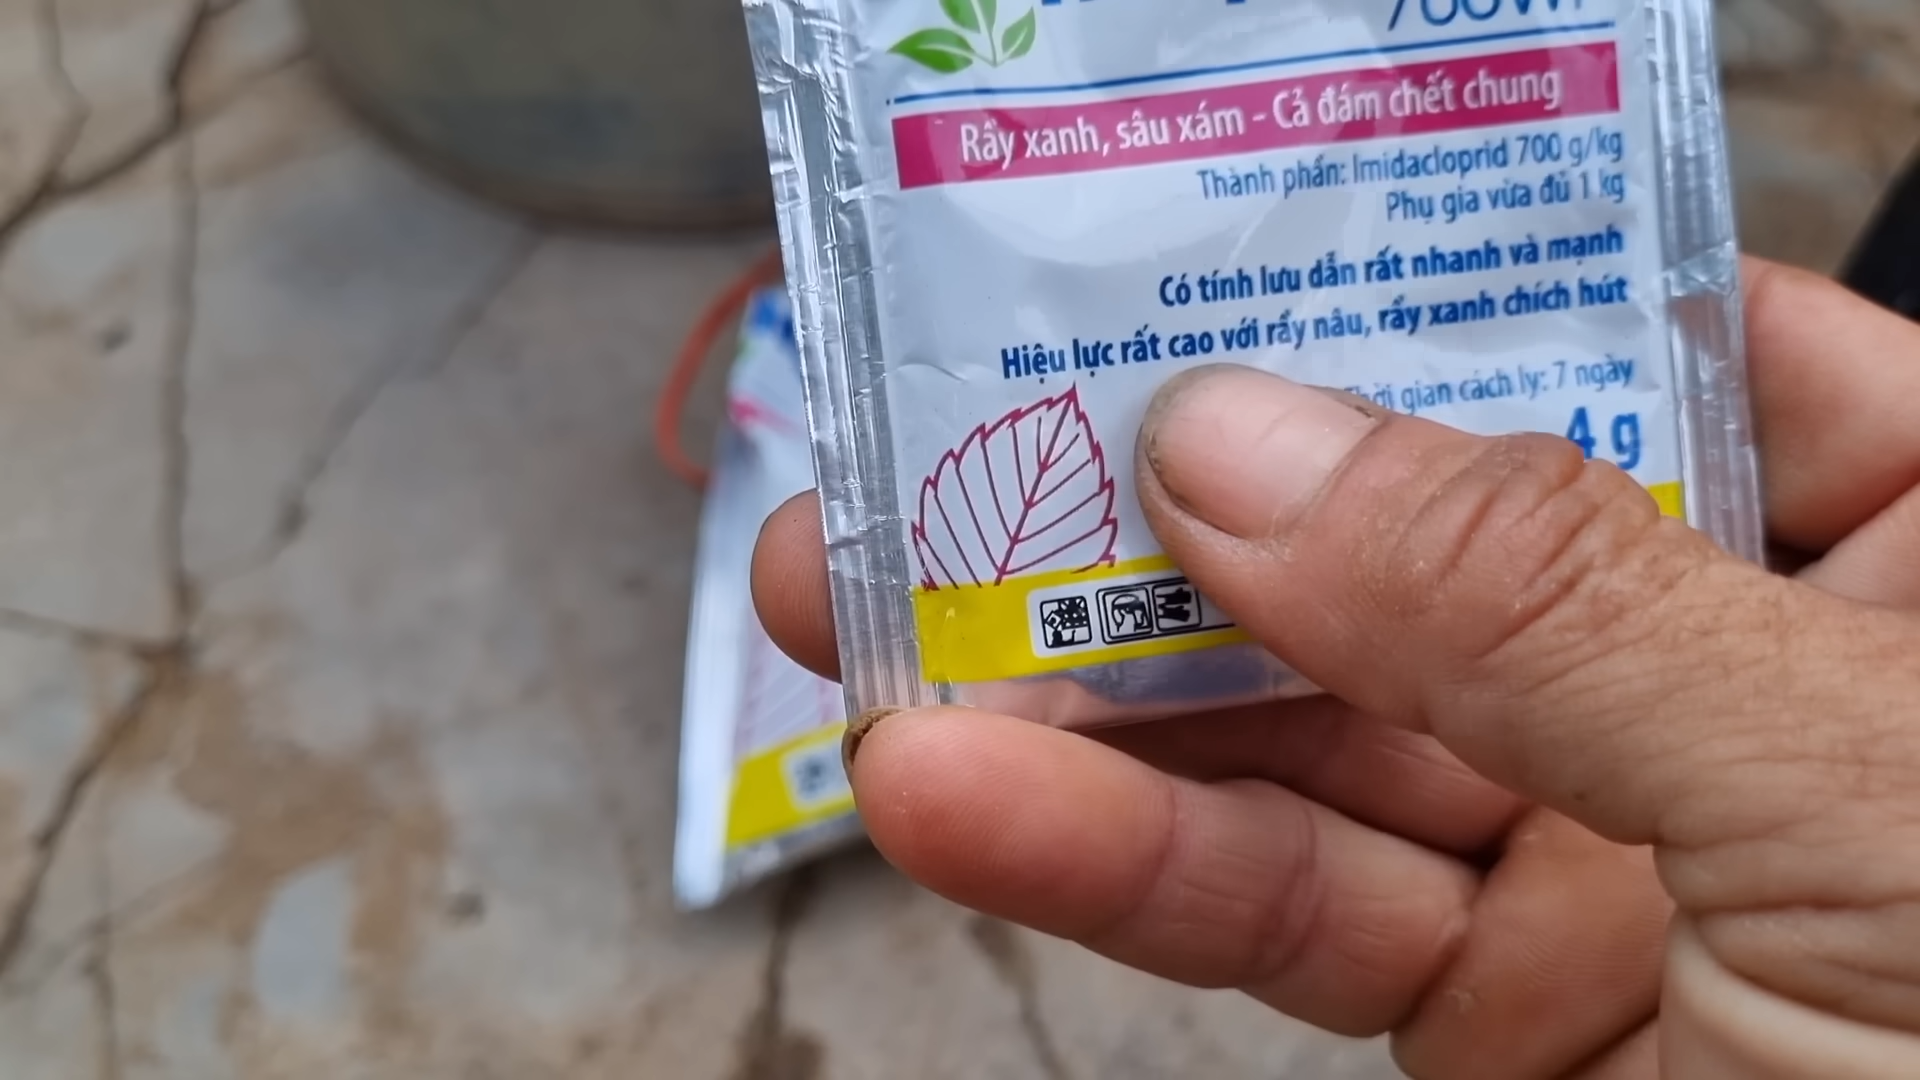 Rầy xanh, sâu xám - Cả đám chết chung
Thành phần: Imidacloprid 700 g/kg
Phụ gia vừa đủ 1 kg
Có tính lưu dẫn rất nhanh và mạnh
Hiệu lực rất cao với rầy nâu, rầy xanh chích hút
Thời gian cách ly: 7 ngày
4 g